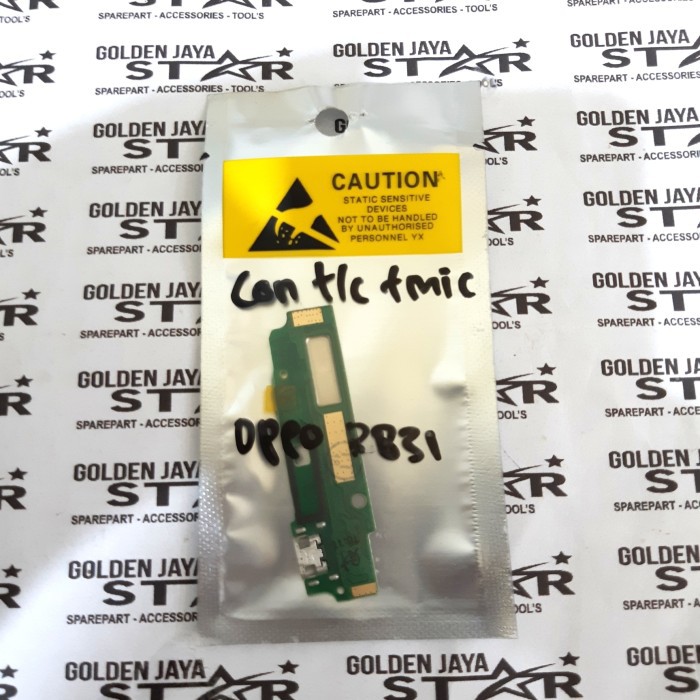 GOLDEN JAYA
STAR
SPAREPART - ACCESSORIES - TOOL'S
G
CAUTION
STATIC SENSITIVE
DEVICES
NOT TO BE HANDLED
BY UNAUTHORISED
PERSONNEL YX
Con t/c + mic
OPPO R831